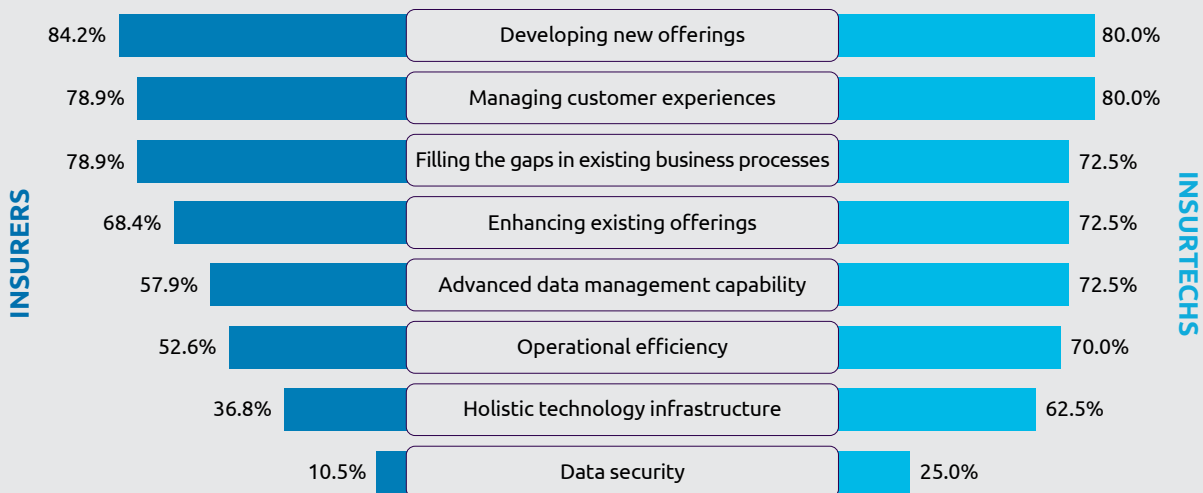 84.2% Developing new offerings 80.0%
78.9% Managing customer experiences 80.0%
78.9% Filling the gaps in existing business processes 72.5%
68.4% Enhancing existing offerings 72.5%
57.9% Advanced data management capability 72.5%
52.6% Operational efficiency 70.0%
36.8% Holistic technology infrastructure 62.5%
10.5% Data security 25.0%
INSURERS
INSURTECHS